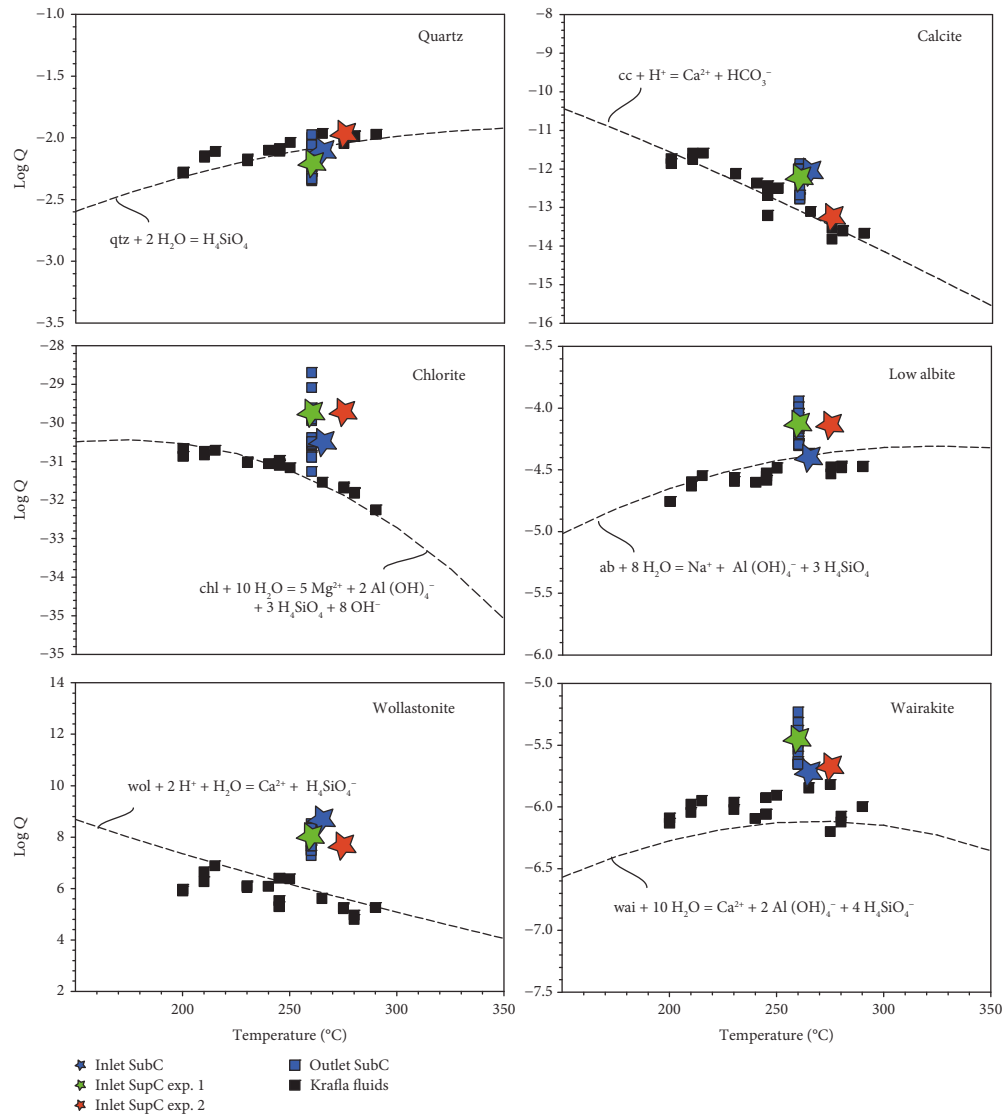 Quartz
Log Q
−1.0
−1.5
−2.0
−2.5
−3.0
−3.5
qtz + 2 H₂O = H₄SiO₄
Calcite
−8
−9
−10
−11
−12
−13
−14
−15
−16
cc + H⁺ = Ca²⁺ + HCO₃⁻
Chlorite
Log Q
−28
−29
−30
−31
−32
−33
−34
−35
−35
chl + 10 H₂O = 5 Mg²⁺ + 2 Al (OH)₄⁻
+ 3 H₄SiO₄ + 8 OH⁻
Low albite
−3.5
−4.0
−4.5
−5.0
−5.5
−6.0
ab + 8 H₂O = Na⁺ + Al (OH)₄⁻ + 3 H₄SiO₄
Wollastonite
Log Q
14
12
10
8
6
4
2
wol + 2 H⁺ + H₂O = Ca²⁺ + H₄SiO₄⁻
200
250
300
350
Temperature (°C)
Wairakite
−5.0
−5.5
−6.0
−6.5
−7.0
−7.5
wai + 10 H₂O = Ca²⁺ + 2 Al (OH)₄⁻ + 4 H₄SiO₄⁻
200
250
300
350
Temperature (°C)
Inlet SubC
Inlet SupC exp. 1
Inlet SupC exp. 2
Outlet SubC
Krafla fluids